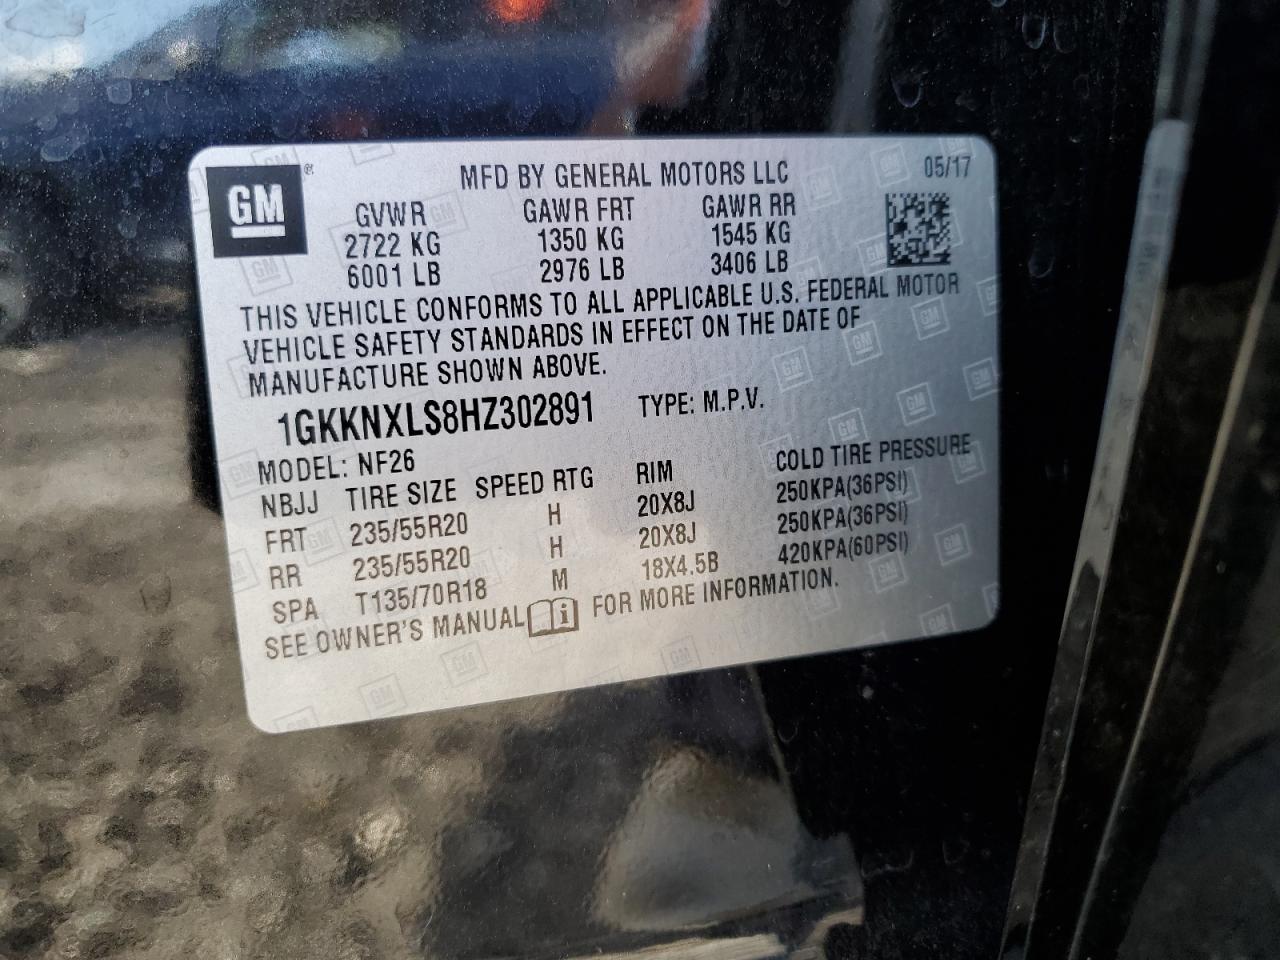 GM ®
MFD BY GENERAL MOTORS LLC 05/17
GVWR GAWR FRT GAWR RR
2722 KG 1350 KG 1545 KG
6001 LB 2976 LB 3406 LB
THIS VEHICLE CONFORMS TO ALL APPLICABLE U.S. FEDERAL MOTOR
VEHICLE SAFETY STANDARDS IN EFFECT ON THE DATE OF
MANUFACTURE SHOWN ABOVE.
1GKKNXLS8HZ302891 TYPE: M.P.V.
MODEL: NF26
NBJJ TIRE SIZE SPEED RTG RIM COLD TIRE PRESSURE
FRT 235/55R20 H 20X8J 250KPA(36PSI)
RR 235/55R20 H 20X8J 250KPA(36PSI)
SPA T135/70R18 M 18X4.5B 420KPA(60PSI)
SEE OWNER'S MANUAL i FOR MORE INFORMATION.